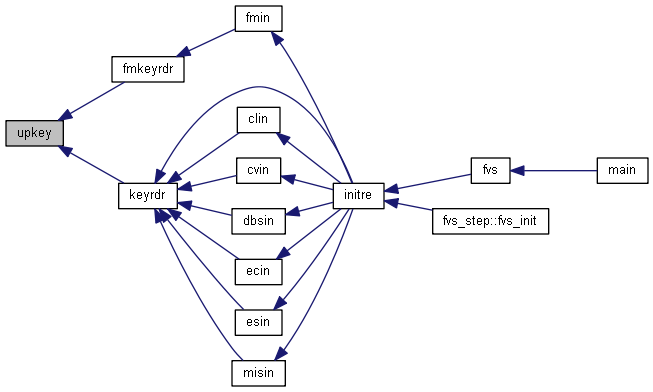 fmin
fmkeyrdr
clin
upkey
cvin
fvs
main
keyrdr
initre
dbsin
fvs_step::fvs_init
ecin
esin
misin